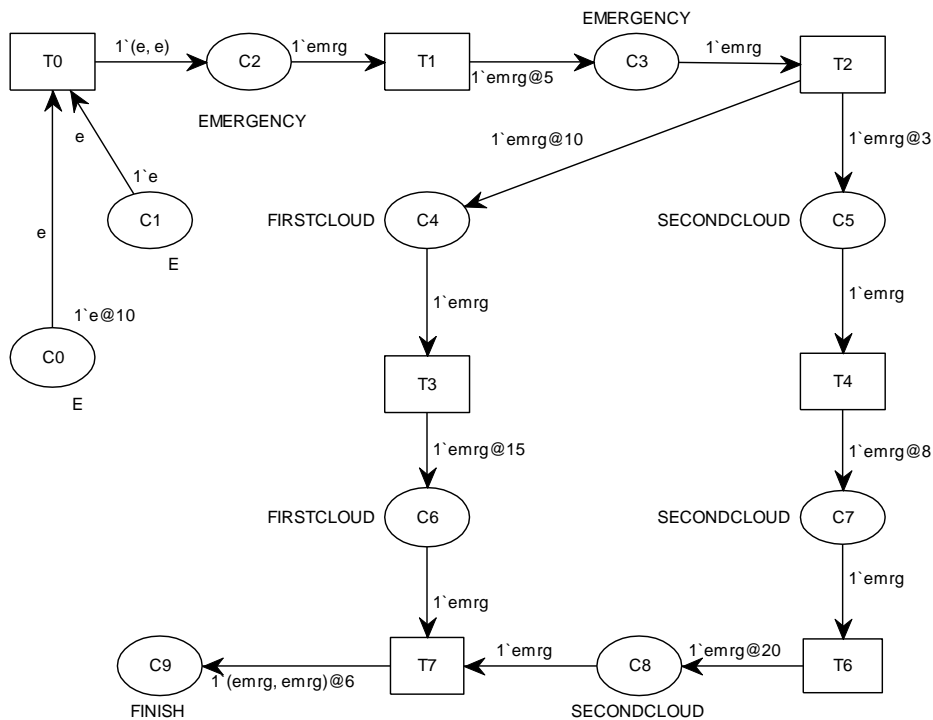 EMERGENCY
1`(e, e)
1`emrg
1`emrg
T0
C2
T1
C3
T2
1`emrg@5
EMERGENCY
e
1`emrg@10
1`e mrg@3
1`e
FIRSTCLOUD
C1
C4
SECONDCLOUD
C5
e
E
1`emrg
1`emrg
1`e@10
C0
E
T3
T4
1`emrg@15
1`emrg@8
FIRSTCLOUD
C6
SECONDCLOUD
C7
1`emrg
1`emrg
C9
T7
1`emrg
C8
1`emrg@20
T6
1`(emrg, emrg)@6
FINISH
SECONDCLOUD